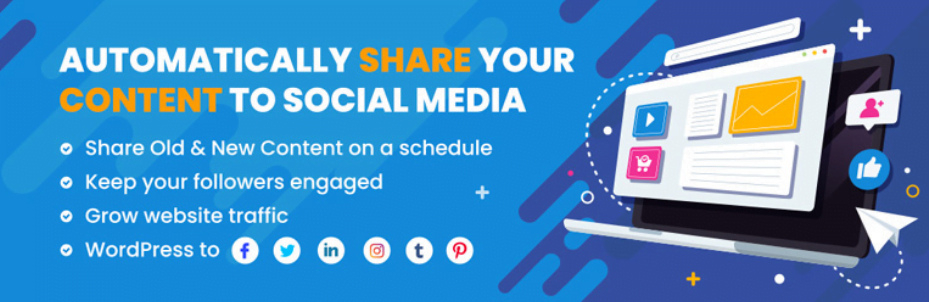 AUTOMATICALLY SHARE YOUR
CONTENT TO SOCIAL MEDIA
Share Old & New Content on a schedule
Keep your followers engaged
Grow website traffic
WordPress to f in t